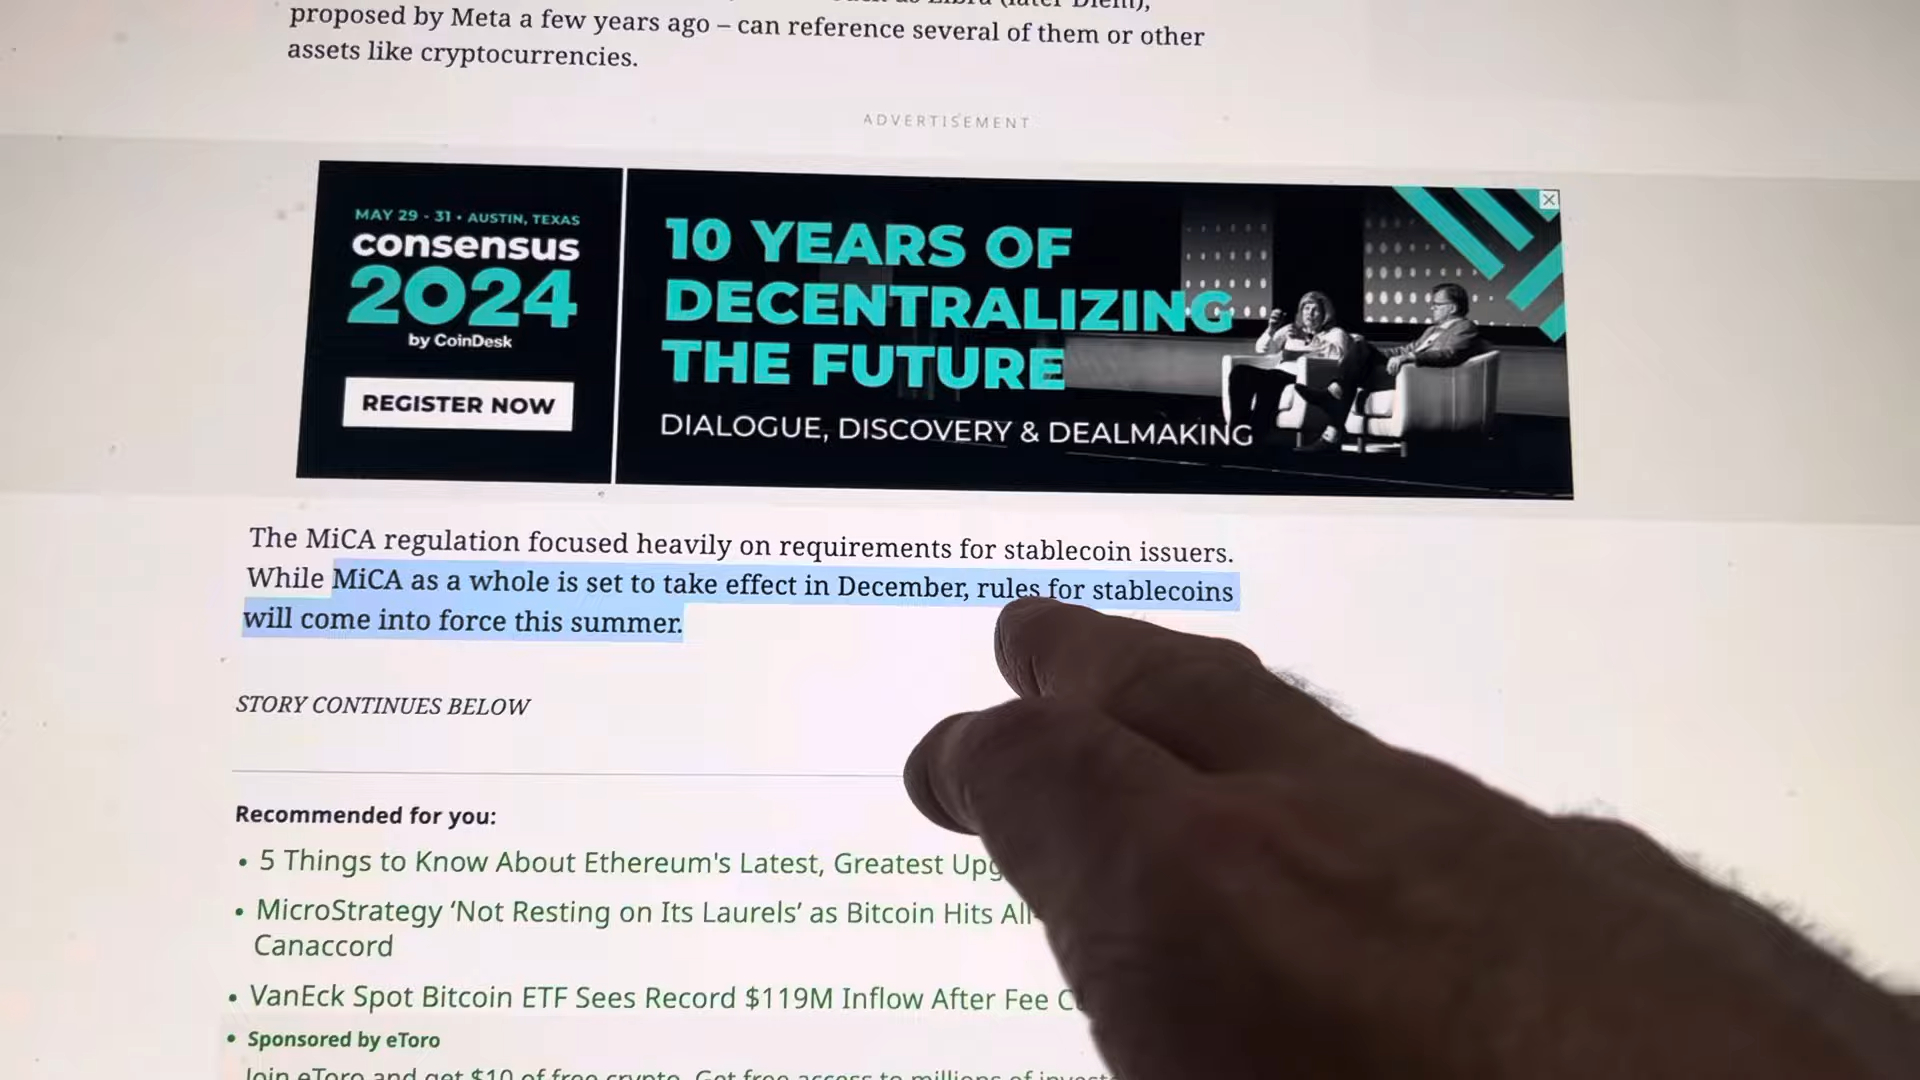 proposed by Meta a few years ago – can reference several of them or other
assets like cryptocurrencies.
ADVERTISEMENT
MAY 29 - 31 • AUSTIN, TEXAS
consensus
2024
by CoinDesk
REGISTER NOW
10 YEARS OF
DECENTRALIZING
THE FUTURE
DIALOGUE, DISCOVERY & DEALMAKING
The MiCA regulation focused heavily on requirements for stablecoin issuers.
While MiCA as a whole is set to take effect in December, rules for stablecoins
will come into force this summer.
STORY CONTINUES BELOW
Recommended for you:
• 5 Things to Know About Ethereum's Latest, Greatest
• MicroStrategy ‘Not Resting on Its Laurels’ as Bitcoin Hits
Canaccord
• VanEck Spot Bitcoin ETF Sees Record $119M Inflow After Fee
• Sponsored by eToro
Join eToro and get $10 of free crypto. Get free access to millions of